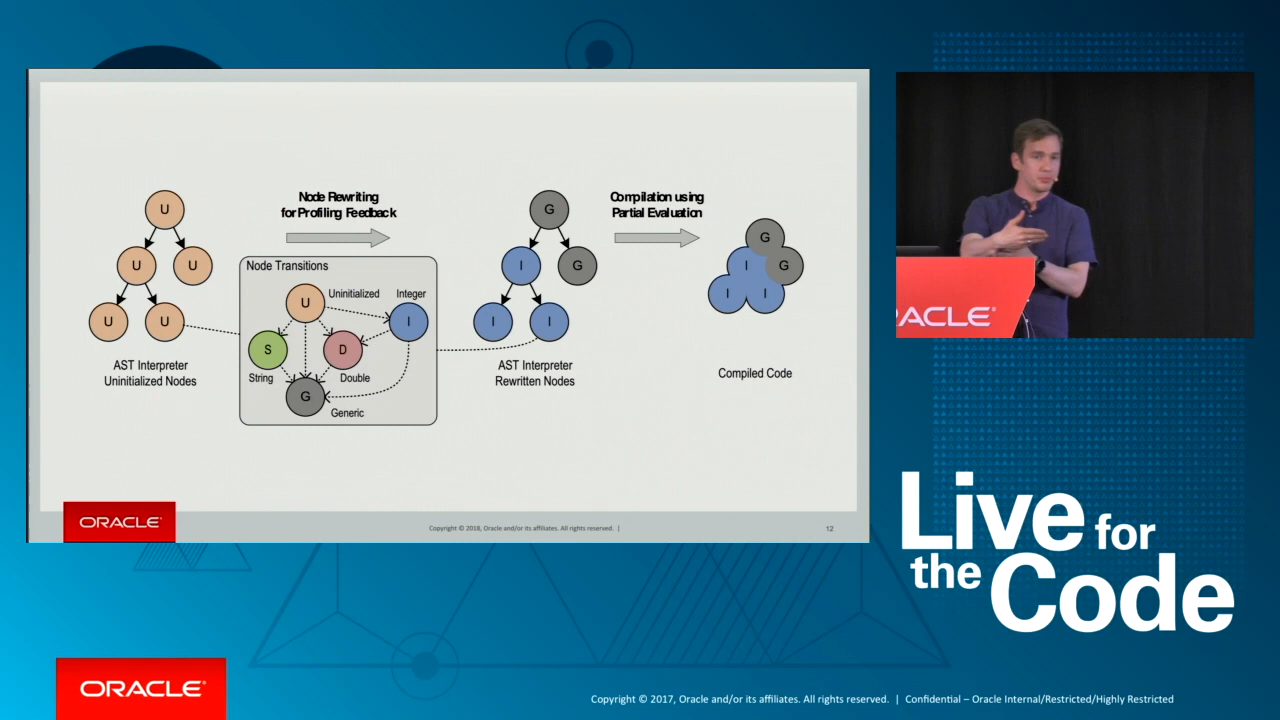 Node Rewriting
for Profiling Feedback
Compilation using
Partial Evaluation
U
U
U
U
U
Node Transitions
U
Uninitialized
Integer
I
S
D
String
Double
G
Generic
G
I
G
I
I
G
I
G
I
I
AST Interpreter
Uninitialized Nodes
AST Interpreter
Rewritten Nodes
Compiled Code
ORACLE
Copyright © 2018, Oracle and/or its affiliates. All rights reserved. |
12
ACLE
Live for
the Code
ORACLE
Copyright © 2017, Oracle and/or its affiliates. All rights reserved. | Confidential – Oracle Internal/Restricted/Highly Restricted